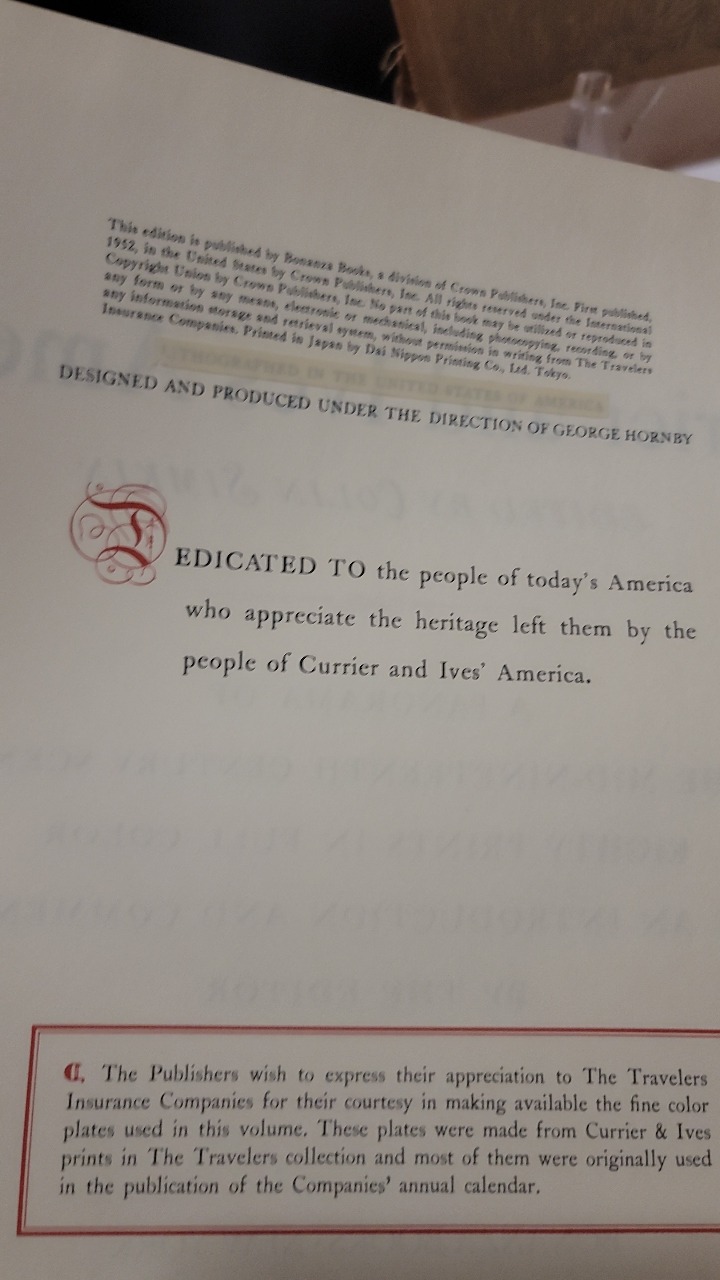 This edition is published by Bonanza Books, a division of Crown Publishers, Inc. First published,
1952, in the United States by Crown Publishers, Inc. All rights reserved under the International
Copyright Union by Crown Publishers, Inc. No part of this book may be utilized or reproduced in
any form or by any means, electronic or mechanical, including photocopying, recording, or by
any information storage and retrieval system, without permission in writing from The Travelers
Insurance Companies. Printed in Japan by Dai Nippon Printing Co., Ltd. Tokyo.
LITHOGRAPHED IN THE UNITED STATES OF AMERICA
DESIGNED AND PRODUCED UNDER THE DIRECTION OF GEORGE HORNBY
DEDICATED TO the people of today's America
who appreciate the heritage left them by the
people of Currier and Ives' America.
₡. The Publishers wish to express their appreciation to The Travelers
Insurance Companies for their courtesy in making available the fine color
plates used in this volume. These plates were made from Currier & Ives
prints in The Travelers collection and most of them were originally used
in the publication of the Companies' annual calendar.